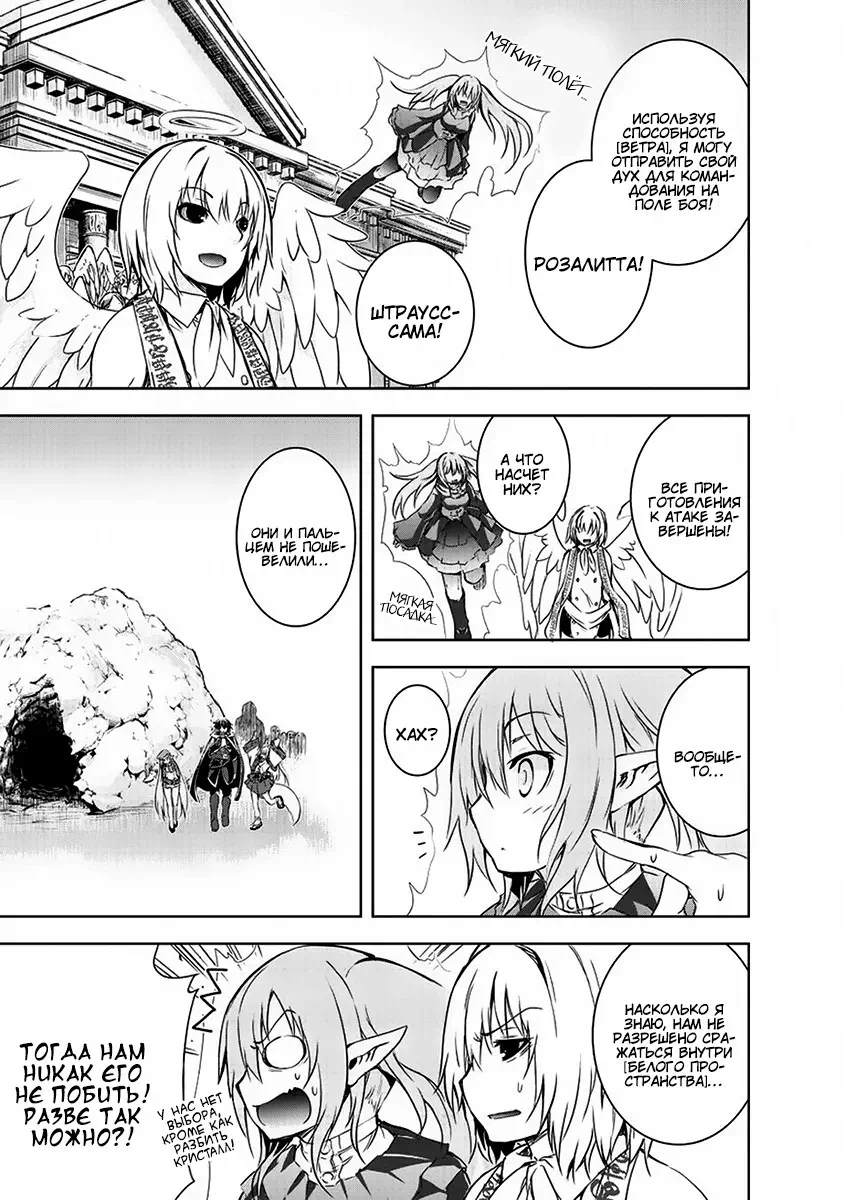 ИСПОЛЬЗУЯ
СПОСОБНОСТЬ
[ВЕТРА], Я МОГУ
ОТПРАВИТЬ СВОЙ
ДУХ ДЛЯ КОМАН-
ДОВАНИЯ НА
ПОЛЕ БОЯ!
МЯГКИЙ ПОЛЁТ...
РОЗАЛИТТА!
ШТРАУСС-
САМА!
ВСЕ ПРИ-
ГОТОВЛЕНИЯ
К АТАКЕ ЗА-
ВЕРШЕНЫ!
А ЧТО
НАСЧЕТ
НИХ?
МЯГКАЯ
ПОСАДКА...
ОНИ И ПАЛЬ-
ЦЕМ НЕ ПОШЕ-
ВЕЛИЛИ...
ВООБЩЕ-
ТО...
ХАХ?
НАСКОЛЬКО Я
ЗНАЮ, НАМ НЕ
РАЗРЕШЕНО СРА-
ЖАТЬСЯ ВНУТРИ
[БЕЛОГО ПРО-
СТРАНСТВА]...
У НАС НЕТ
ВЫБОРА,
КРОМЕ КАК
РАЗБИТЬ
КРИСТАЛЛ!
ТОГДА НАМ
НИКАК ЕГО
НЕ ПОБИТЬ!
РАЗВЕ ТАК
МОЖНО?!